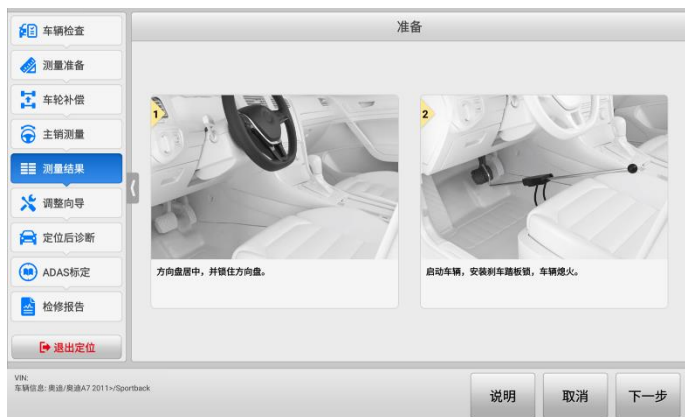 车辆检查
测量准备
车轮补偿
主销测量
测量结果
调整向导
定位后诊断
ADAS标定
检修报告
退出定位
准备
1
方向盘居中，并锁住方向盘。
2
启动车辆，安装刹车踏板锁，车辆熄火。
VIN:
车辆信息: 奥迪/奥迪A7 2011>/Sportback
说明
取消
下一步